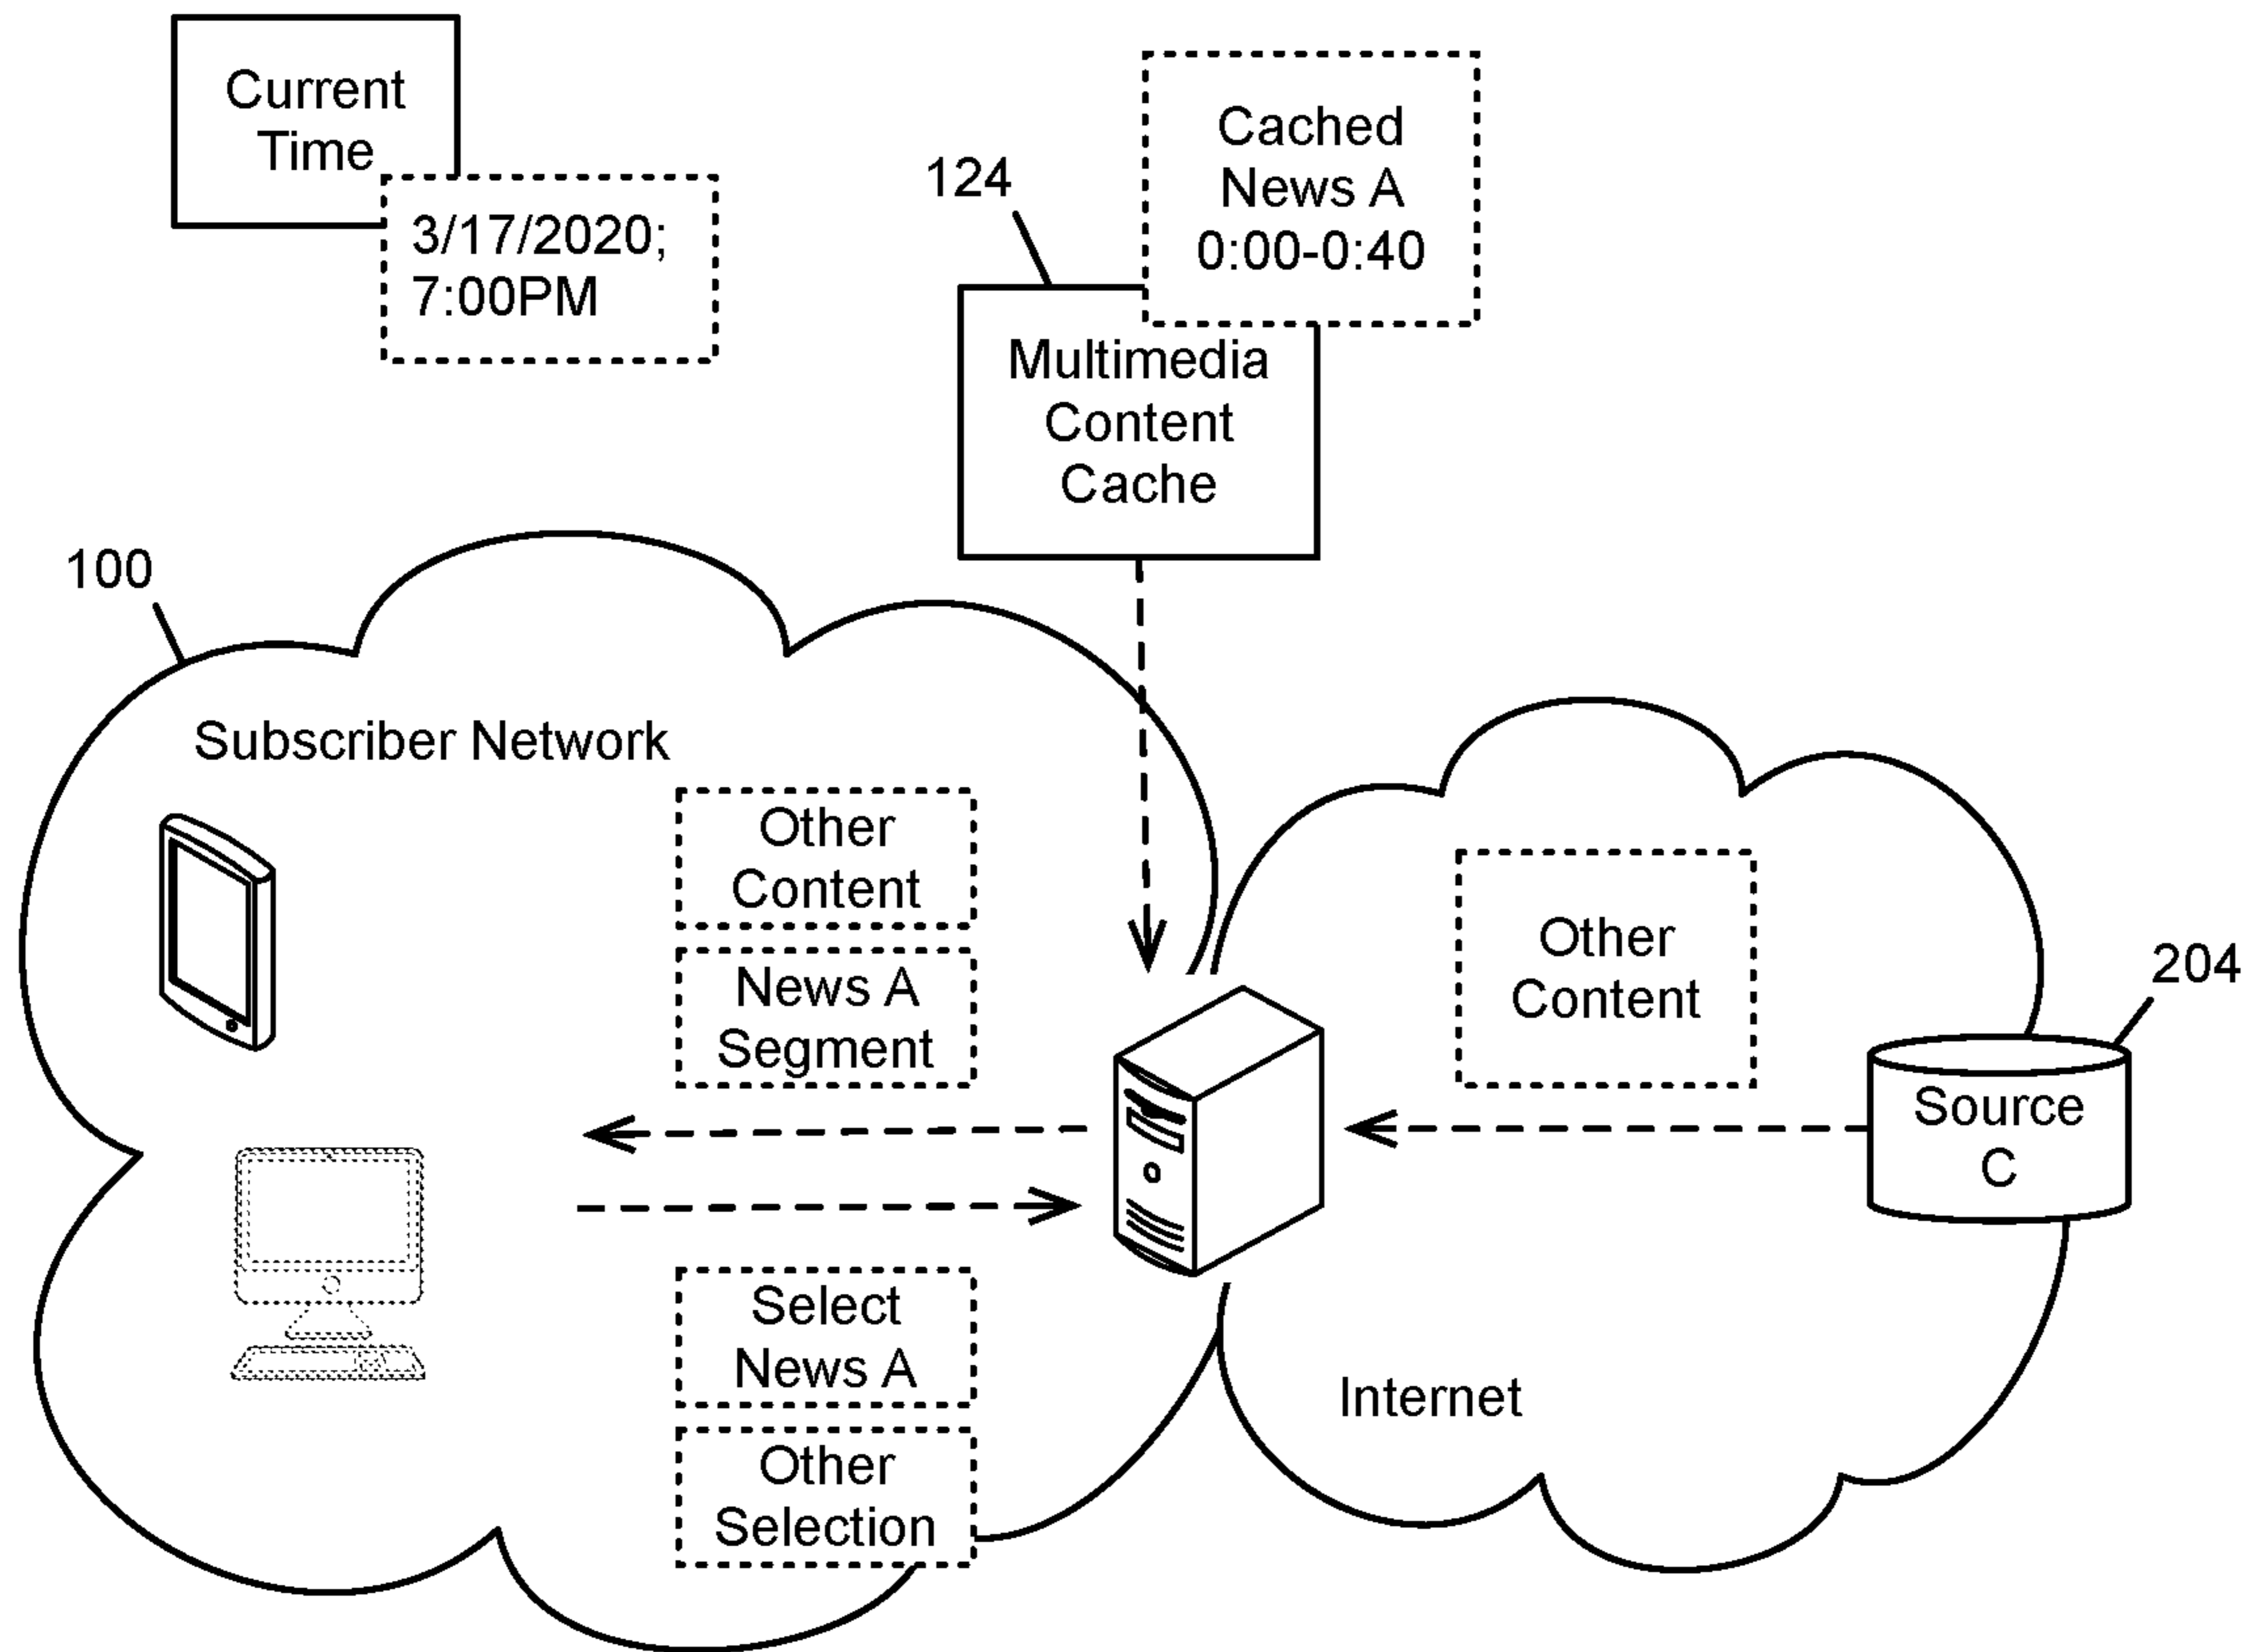 Current
Time
3/17/2020;
7:00PM
Cached
News A
0:00-0:40
124
Multimedia
Content
Cache
100
Subscriber Network
Other
Content
News A
Segment
Other
Content
204
Source
C
Select
News A
Other
Selection
Internet